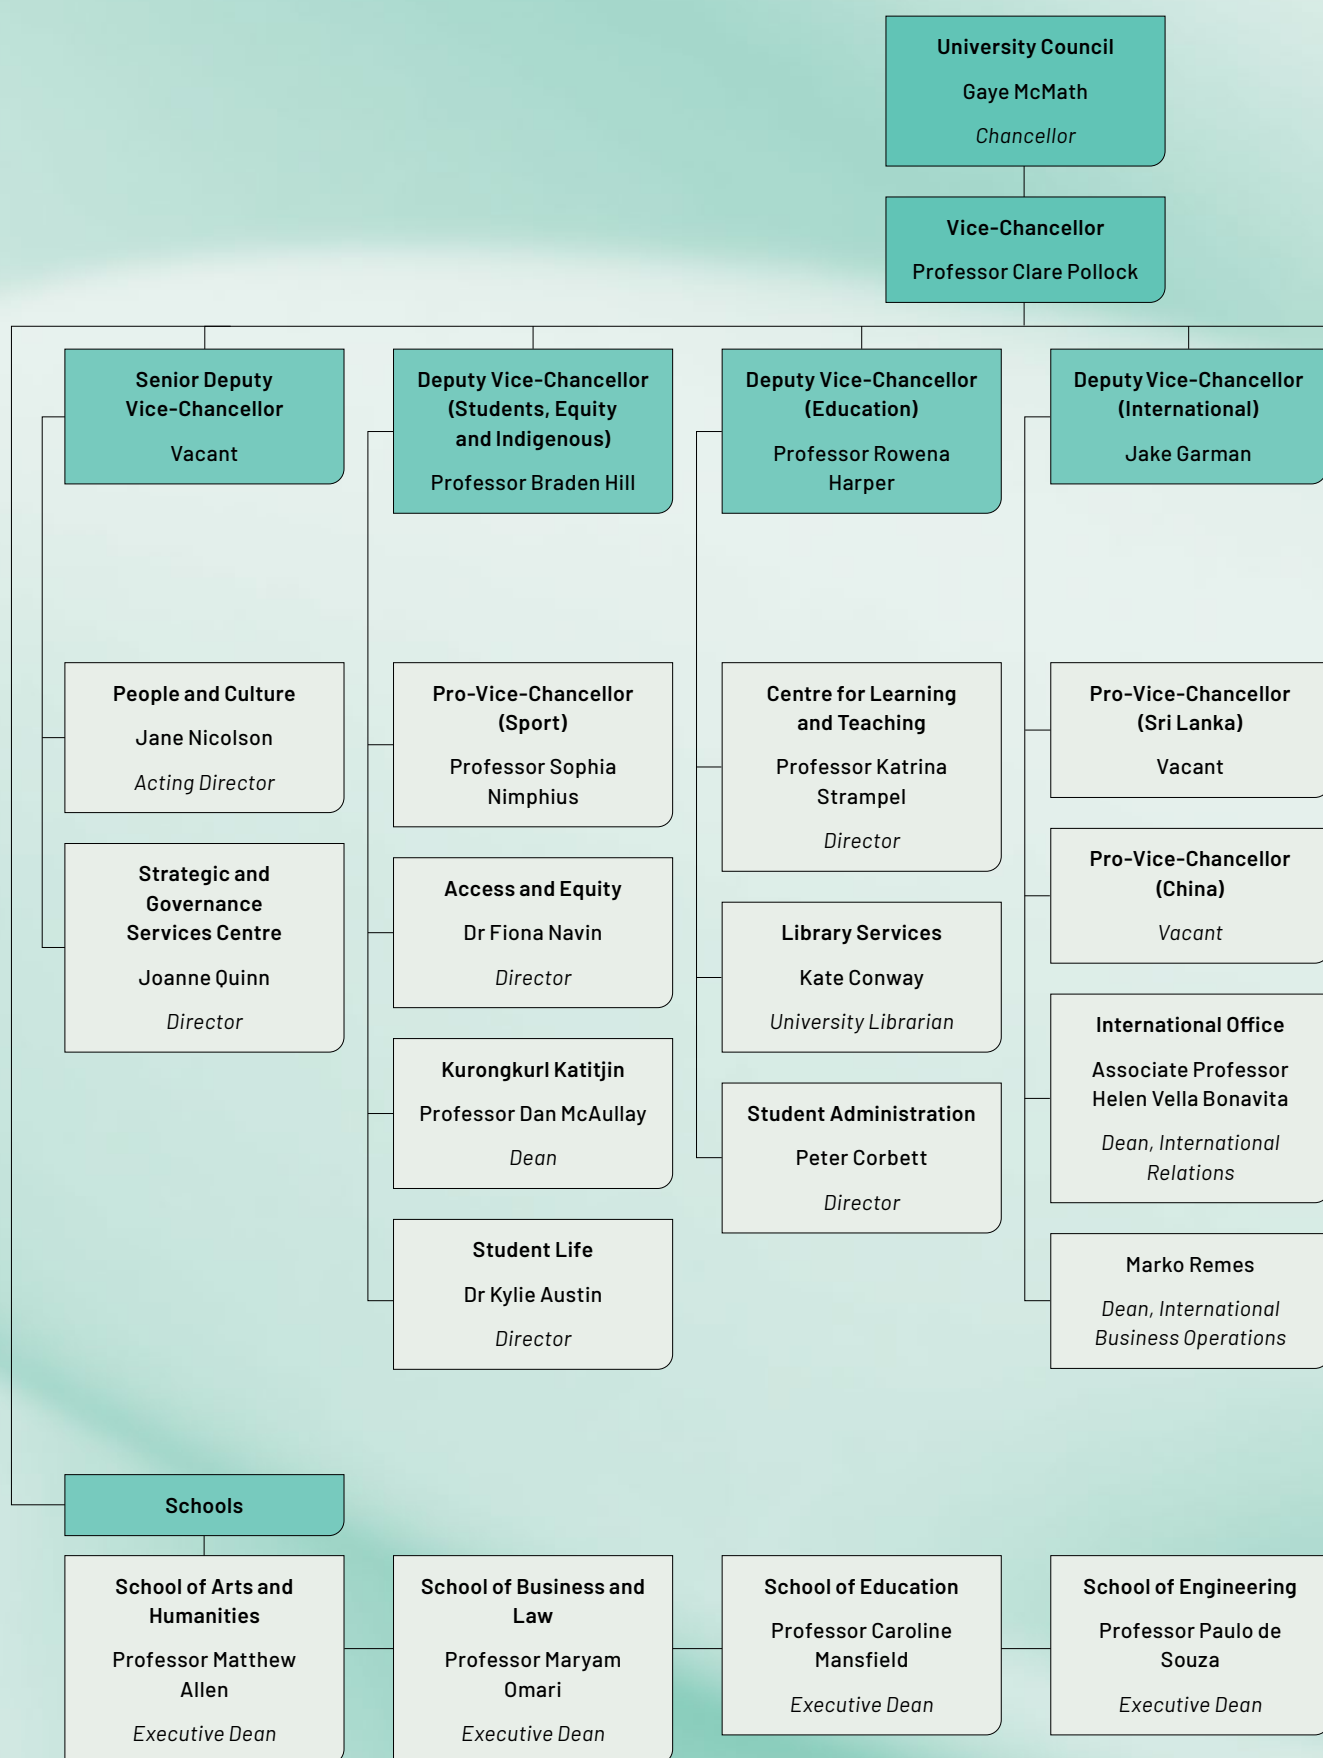 University Council
Gaye McMath
Chancellor
Vice-Chancellor
Professor Clare Pollock
Senior Deputy
Vice-Chancellor
Vacant
Deputy Vice-Chancellor
(Students, Equity
and Indigenous)
Professor Braden Hill
Deputy Vice-Chancellor
(Education)
Professor Rowena
Harper
Deputy Vice-Chancellor
(International)
Jake Garman
People and Culture
Jane Nicolson
Acting Director
Strategic and
Governance
Services Centre
Joanne Quinn
Director
Pro-Vice-Chancellor
(Sport)
Professor Sophia
Nimphius
Access and Equity
Dr Fiona Navin
Director
Kurongkurl Katitjin
Professor Dan McAullay
Dean
Student Life
Dr Kylie Austin
Director
Centre for Learning
and Teaching
Professor Katrina
Strampel
Director
Library Services
Kate Conway
University Librarian
Student Administration
Peter Corbett
Director
Pro-Vice-Chancellor
(Sri Lanka)
Vacant
Pro-Vice-Chancellor
(China)
Vacant
International Office
Associate Professor
Helen Vella Bonavita
Dean, International
Relations
Marko Remes
Dean, International
Business Operations
Schools
School of Arts and
Humanities
Professor Matthew
Allen
Executive Dean
School of Business and
Law
Professor Maryam
Omari
Executive Dean
School of Education
Professor Caroline
Mansfield
Executive Dean
School of Engineering
Professor Paulo de
Souza
Executive Dean